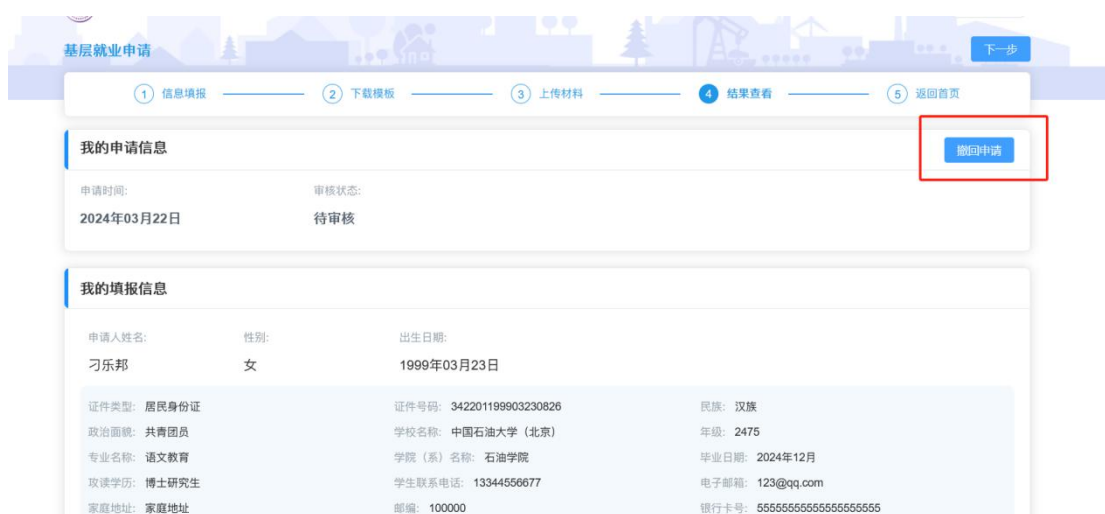 基层就业申请 下一步
1 信息填报 2 下载模板 3 上传材料 4 结果查看 5 返回首页
我的申请信息 撤回申请
申请时间: 审核状态:
2024年03月22日 待审核
我的填报信息
申请人姓名: 性别: 出生日期:
刁乐邦 女 1999年03月23日
证件类型: 居民身份证 证件号码: 342201199903230826 民族: 汉族
政治面貌: 共青团员 学校名称: 中国石油大学（北京） 年级: 2475
专业名称: 语文教育 学院（系）名称: 石油学院 毕业日期: 2024年12月
攻读学历: 博士研究生 学生联系电话: 13344556677 电子邮箱: 123@qq.com
家庭地址: 家庭地址 邮编: 100000 银行卡号: 55555555555555555555